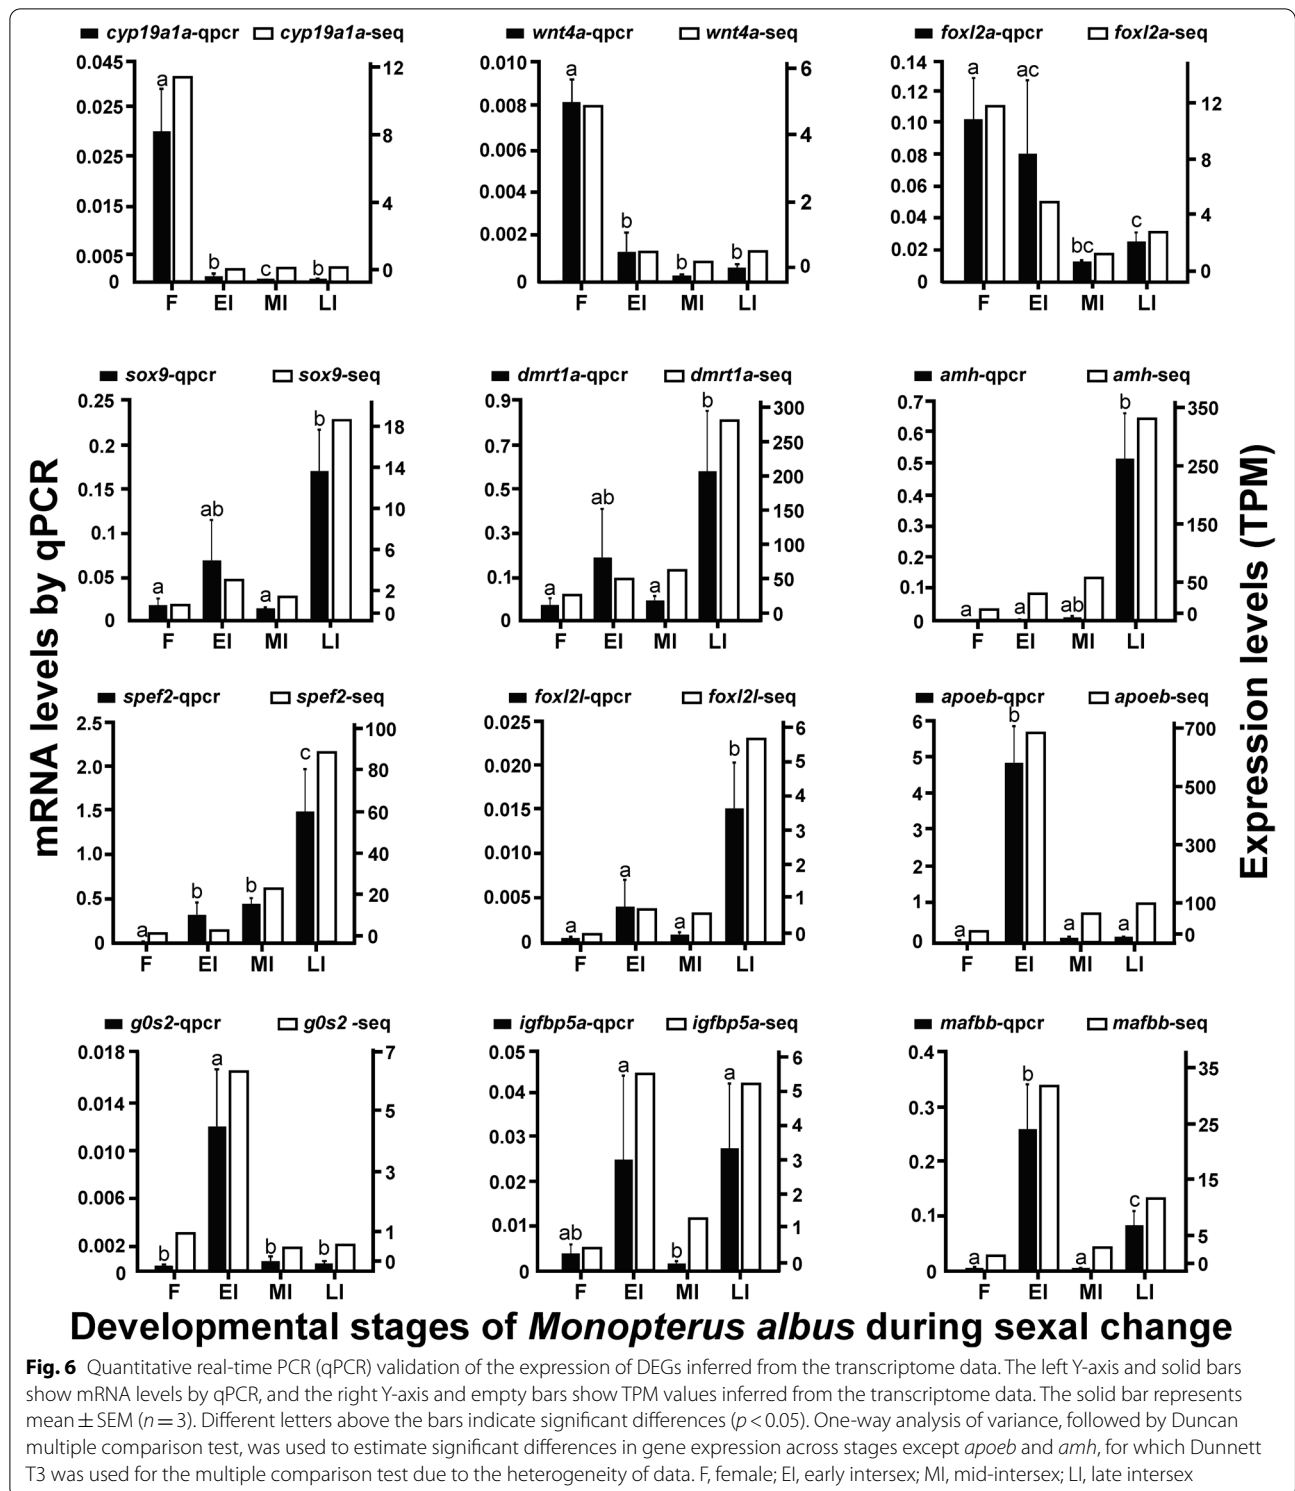 cyp19a1a-qpcr cyp19a1a-seq
wnt4a-qpcr wnt4a-seq
foxl2a-qpcr foxl2a-seq
0.045
0.025
0.025
0.015
0.005
0
12
8
4
0
a
b
c
b
F EI MI LI
0.010
0.008
0.006
0.004
0.002
0
6
4
2
0
a
b
b
b
F EI MI LI
0.14
0.12
0.10
0.08
0.06
0.04
0.02
0
12
8
4
0
a
ac
bc
c
F EI MI LI
mRNA levels by qPCR
sox9-qpcr sox9-seq
dmrt1a-qpcr dmrt1a-seq
amh-qpcr amh-seq
0.25
0.2
0.15
0.1
0.05
0
18
14
10
6
2
0
a
ab
a
b
F EI MI LI
0.9
0.7
0.5
0.3
0.1
0
300
250
200
150
100
50
0
a
ab
a
b
F EI MI LI
0.7
0.6
0.5
0.4
0.3
0.2
0.1
0
350
250
150
50
0
a
a
ab
b
F EI MI LI
Expression levels (TPM)
spef2-qpcr spef2-seq
foxl2l-qpcr foxl2l-seq
apoeb-qpcr apoeb-seq
2.5
2.0
1.5
1.0
0.5
0
100
80
60
40
20
0
a
b
b
c
F EI MI LI
0.025
0.020
0.015
0.010
0.005
0
6
5
4
3
2
1
0
a
a
a
b
F EI MI LI
6
5
4
3
2
1
0
700
500
300
100
0
a
b
a
a
F EI MI LI
g0s2-qpcr g0s2 -seq
igfbp5a-qpcr igfbp5a-seq
mafbb-qpcr mafbb-seq
0.018
0.014
0.010
0.006
0.002
0
7
5
3
1
0
b
a
b
b
F EI MI LI
0.05
0.04
0.03
0.02
0.01
0
6
5
4
3
2
1
0
ab
a
b
a
F EI MI LI
0.4
0.3
0.2
0.1
0
35
25
15
5
0
a
b
a
c
F EI MI LI
Developmental stages of Monopterus albus during sexal change
Fig. 6 Quantitative real-time PCR (qPCR) validation of the expression of DEGs inferred from the transcriptome data. The left Y-axis and solid bars
show mRNA levels by qPCR, and the right Y-axis and empty bars show TPM values inferred from the transcriptome data. The solid bar represents
mean ± SEM (n = 3). Different letters above the bars indicate significant differences (p < 0.05). One-way analysis of variance, followed by Duncan
multiple comparison test, was used to estimate significant differences in gene expression across stages except apoeb and amh, for which Dunnett
T3 was used for the multiple comparison test due to the heterogeneity of data. F, female; EI, early intersex; MI, mid-intersex; LI, late intersex